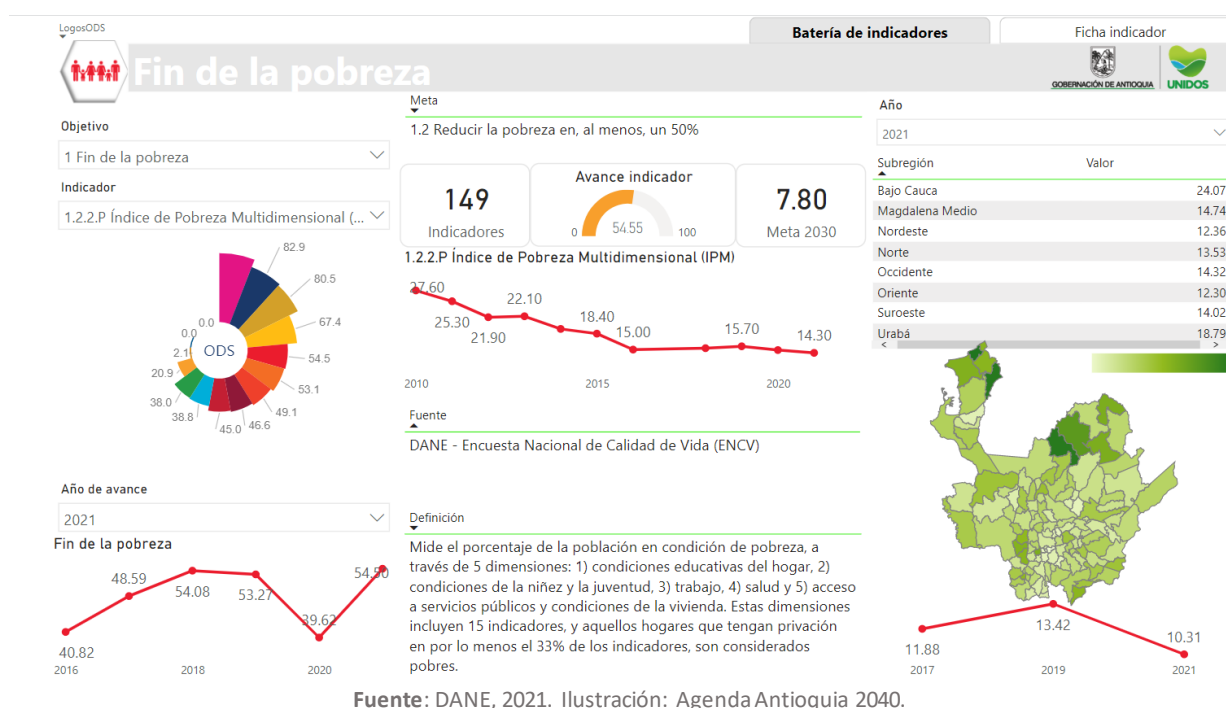 LogosODS
Batería de indicadores
Ficha indicador
Fin de la pobreza
GOBERNACIÓN DE ANTIOQUIA
UNIDOS
Objetivo
1 Fin de la pobreza
Indicador
1.2.2.P Índice de Pobreza Multidimensional (...
82.9
80.5
67.4
54.5
53.1
49.1
46.6
45.0
38.8
38.0
20.9
2.1
0.0
0.0
ODS
Año de avance
2021
Fin de la pobreza
40.82
48.59
54.08
53.27
39.62
54.50
2016
2018
2020
Meta
1.2 Reducir la pobreza en, al menos, un 50%
149
Indicadores
Avance indicador
0
54.55
100
7.80
Meta 2030
1.2.2.P Índice de Pobreza Multidimensional (IPM)
27.60
25.30
21.90
22.10
18.40
15.00
15.70
14.30
2010
2015
2020
Fuente
DANE - Encuesta Nacional de Calidad de Vida (ENCV)
Definición
Mide el porcentaje de la población en condición de pobreza, a
través de 5 dimensiones: 1) condiciones educativas del hogar, 2)
condiciones de la niñez y la juventud, 3) trabajo, 4) salud y 5) acceso
a servicios públicos y condiciones de la vivienda. Estas dimensiones
incluyen 15 indicadores, y aquellos hogares que tengan privación
en por lo menos el 33% de los indicadores, son considerados
pobres.
Año
2021
Subregión Valor
Bajo Cauca 24.07
Magdalena Medio 14.74
Nordeste 12.36
Norte 13.53
Occidente 14.32
Oriente 12.30
Suroeste 14.02
Urabá 18.79
11.88
13.42
10.31
2017
2019
2021
Fuente: DANE, 2021. Ilustración: Agenda Antioquia 2040.